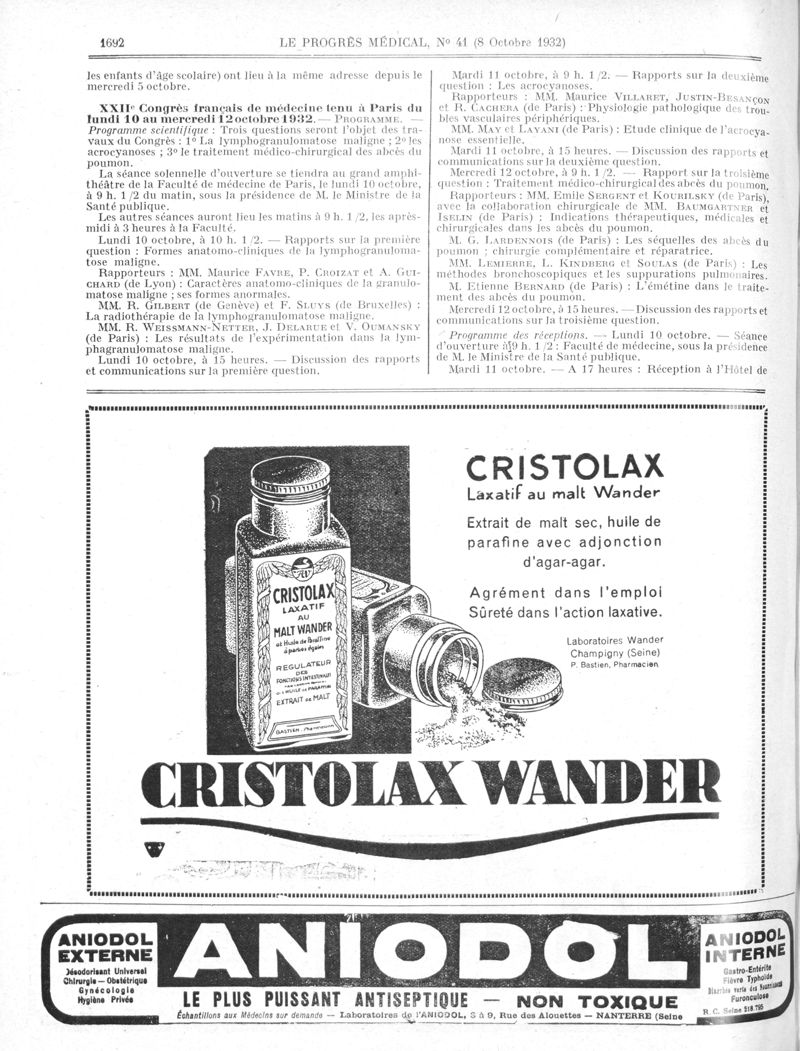 1692
LE PROGRÈS MÉDICAL, Nº 41 (8 Octobre 1932)
les enfants d'âge scolaire) ont lieu à la même adresse depuis le
mercredi 5 octobre.
XXIIe Congrès français de médecine tenu à Paris du
lundi 10 au mercredi 12 octobre 1932. — PROGRAMME. —
Programme scientifique : Trois questions seront l'objet des tra-
vaux du Congrès : 1º La lymphogranulomatose maligne ; 2º les
acrocyanoses ; 3º le traitement médico-chirurgical des abcès du
poumon.
La séance solennelle d'ouverture se tiendra au grand amphi-
théâtre de la Faculté de médecine de Paris, le lundi 10 octobre,
à 9 h. 1/2 du matin, sous la présidence de M. le Ministre de la
Santé publique.
Les autres séances auront lieu les matins à 9 h. 1/2, les après-
midi à 3 heures à la Faculté.
Lundi 10 octobre, à 10 h. 1/2. — Rapports sur la première
question : Formes anatomo-cliniques de la lymphogranuloma-
tose maligne.
Rapporteurs : MM. Maurice FAVRE, P. CROIZAT et A. GUI-
CHARD (de Lyon) : Caractères anatomo-cliniques de la granulo-
matose maligne ; ses formes anormales.
MM. R. GILBERT (de Genève) et F. SLUYS (de Bruxelles) :
La radiothérapie de la lymphogranulomatose maligne.
MM. R. WEISSMANN-NETTER, J. DELARUE et V. OUMANSKY
(de Paris) : Les résultats de l'expérimentation dans la lym-
phagranulomatose maligne.
Lundi 10 octobre, à 15 heures. — Discussion des rapports
et communications sur la première question.
Mardi 11 octobre, à 9 h. 1/2. — Rapports sur la deuxième
question : Les acrocyanoses.
Rapporteurs : MM. Maurice VILLARET, JUSTIN-BESANÇON
et R. CACHERA (de Paris) : Physiologie pathologique des trou-
bles vasculaires périphériques.
MM. MAY et LAYANI (de Paris) : Etude clinique de l'acrocya-
nose essentielle.
Mardi 11 octobre, à 15 heures. — Discussion des rapports et
communications sur la deuxième question.
Mercredi 12 octobre, à 9 h. 1/2. — Rapport sur la troisième
question : Traitement médico-chirurgical des abcès du poumon.
Rapporteurs : MM. Emile SERGENT et KOURILSKY (de Paris),
avec la collaboration chirurgicale de MM. BAUMGARTNER et
ISELIN (de Paris) : Indications thérapeutiques, médicales et
chirurgicales dans les abcès du poumon.
M. G. LARDENNOIS (de Paris) : Les séquelles des abcès du
poumon ; chirurgie complémentaire et réparatrice.
MM. LEMIERRE, L. KINDBERG et SOULAS (de Paris) : Les
méthodes bronchoscopiques et les suppurations pulmonaires.
M. Etienne BERNARD (de Paris) : L'émétine dans le traite-
ment des abcès du poumon.
Mercredi 12 octobre, à 15 heures. — Discussion des rapports et
communications sur la troisième question.
Programme des réceptions. — Lundi 10 octobre. — Séance
d'ouverture à 9 h. 1/2 : Faculté de médecine, sous la présidence
de M. le Ministre de la Santé publique.
Mardi 11 octobre. — A 17 heures : Réception à l'Hôtel de
CRISTOLAX
Laxatif au malt Wander
Extrait de malt sec, huile de
parafine avec adjonction
d'agar-agar.
Agrément dans l'emploi
Sûreté dans l'action laxative.
Laboratoires Wander
Champigny (Seine)
P. Bastien, Pharmacien
CRISTOLAX
LAXATIF
AU
MALT WANDER
et Huile de Paraffine
à parties égales
REGULATEUR
DES
FONCTIONS INTESTINALES
EXTRAIT DE MALT
BASTIEN, Pharmacien
CRISTOLAX WANDER
ANIODOL
EXTERNE
Désodorisant Universel
Chirurgie — Obstétrique
Gynécologie
Hygiène Privée
ANIODOL
LE PLUS PUISSANT ANTISEPTIQUE — NON TOXIQUE
Échantillons aux Médecins sur demande — Laboratoires de l'ANIODOL, 5 à 9, Rue des Alouettes — NANTERRE (Seine
ANIODOL
INTERNE
Gastro-Entérite
Fièvre Typhoïde
Diarrhée verte des Nourrissons
Furonculose
R. C. Seine 218.795